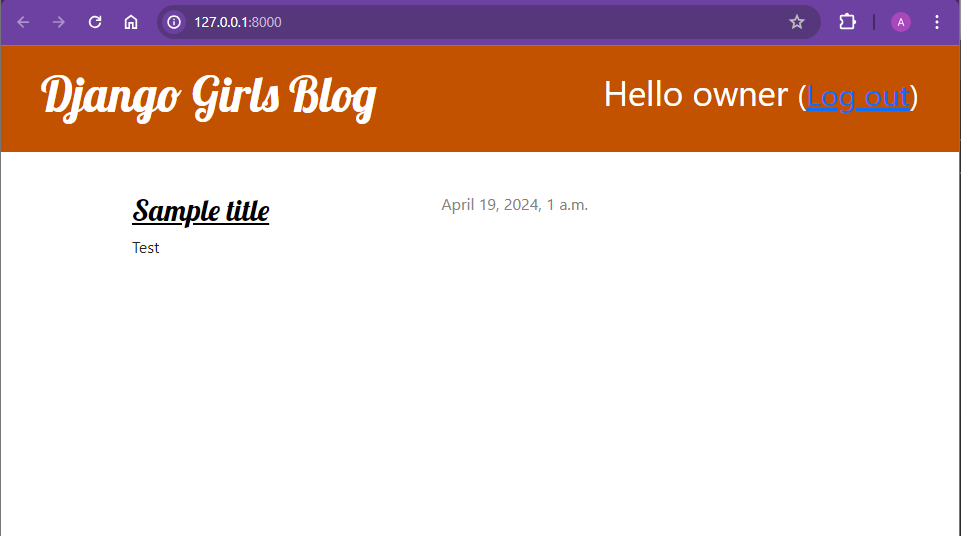 127.0.0.1:8000
A
Django Girls Blog
Hello owner (Log out)
Sample title
April 19, 2024, 1 a.m.
Test